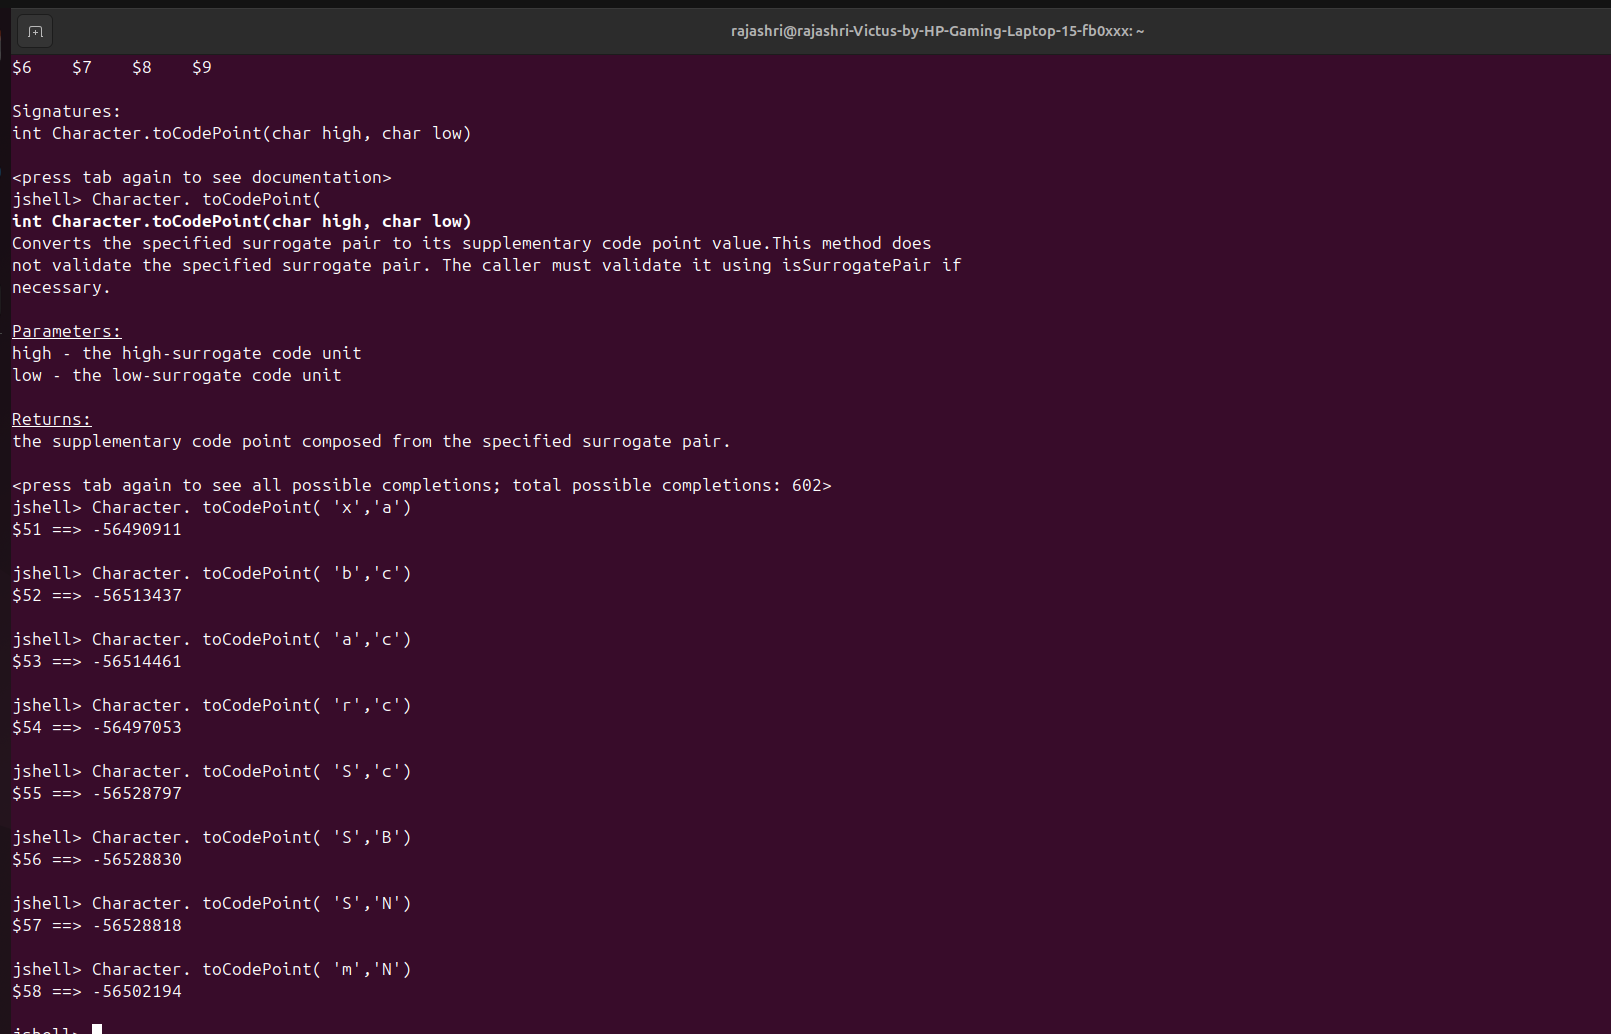 rajashri@rajashri-Victus-by-HP-Gaming-Laptop-15-fb0xxx: ~
$6    $7    $8    $9
Signatures:
int Character.toCodePoint(char high, char low)
<press tab again to see documentation>
jshell> Character. toCodePoint(
int Character.toCodePoint(char high, char low)
Converts the specified surrogate pair to its supplementary code point value.This method does
not validate the specified surrogate pair. The caller must validate it using isSurrogatePair if
necessary.
Parameters:
high - the high-surrogate code unit
low - the low-surrogate code unit
Returns:
the supplementary code point composed from the specified surrogate pair.
<press tab again to see all possible completions; total possible completions: 602>
jshell> Character. toCodePoint( 'x','a')
$51 ==> -56490911
jshell> Character. toCodePoint( 'b','c')
$52 ==> -56513437
jshell> Character. toCodePoint( 'a','c')
$53 ==> -56514461
jshell> Character. toCodePoint( 'r','c')
$54 ==> -56497053
jshell> Character. toCodePoint( 'S','c')
$55 ==> -56528797
jshell> Character. toCodePoint( 'S','B')
$56 ==> -56528830
jshell> Character. toCodePoint( 'S','N')
$57 ==> -56528818
jshell> Character. toCodePoint( 'm','N')
$58 ==> -56502194
jshell>